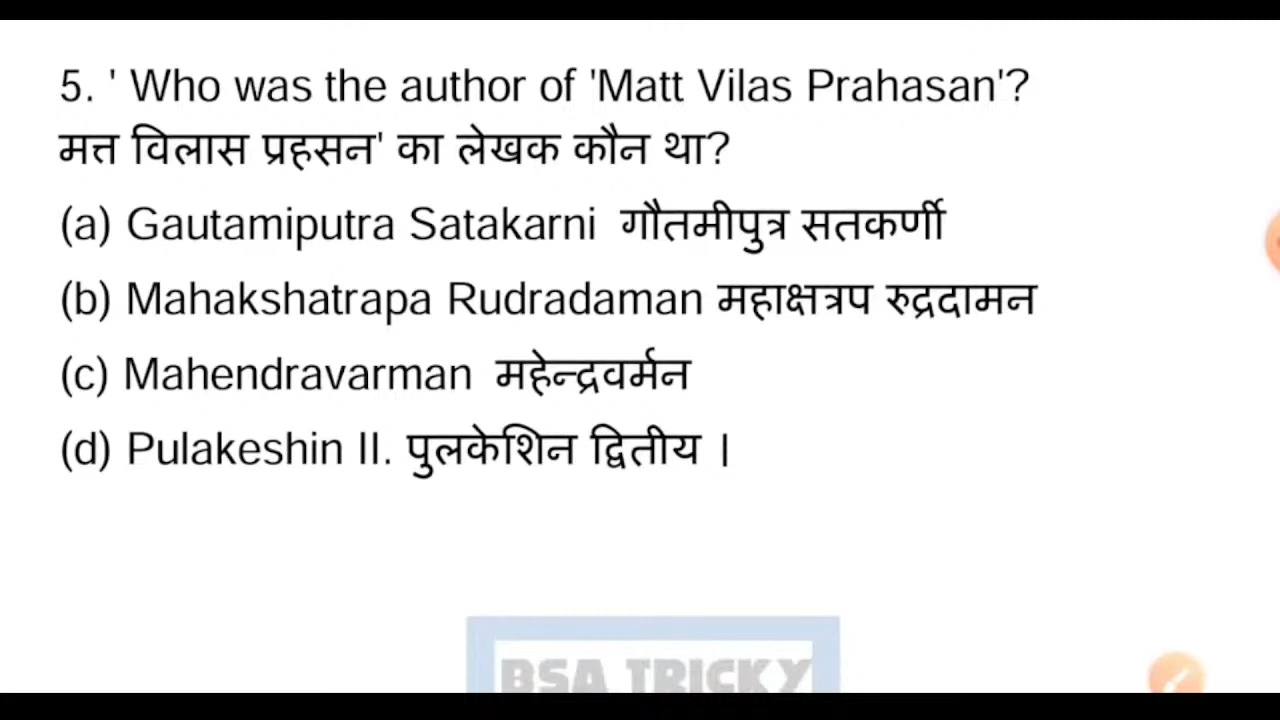 5. ' Who was the author of 'Matt Vilas Prahasan'?
मत्त विलास प्रहसन' का लेखक कौन था?
(a) Gautamiputra Satakarni गौतमीपुत्र सतकर्णी
(b) Mahakshatrapa Rudradaman महाक्षत्रप रुद्रदामन
(c) Mahendravarman महेन्द्रवर्मन
(d) Pulakeshin II. पुलकेशिन द्वितीय ।
BSA TRICKY